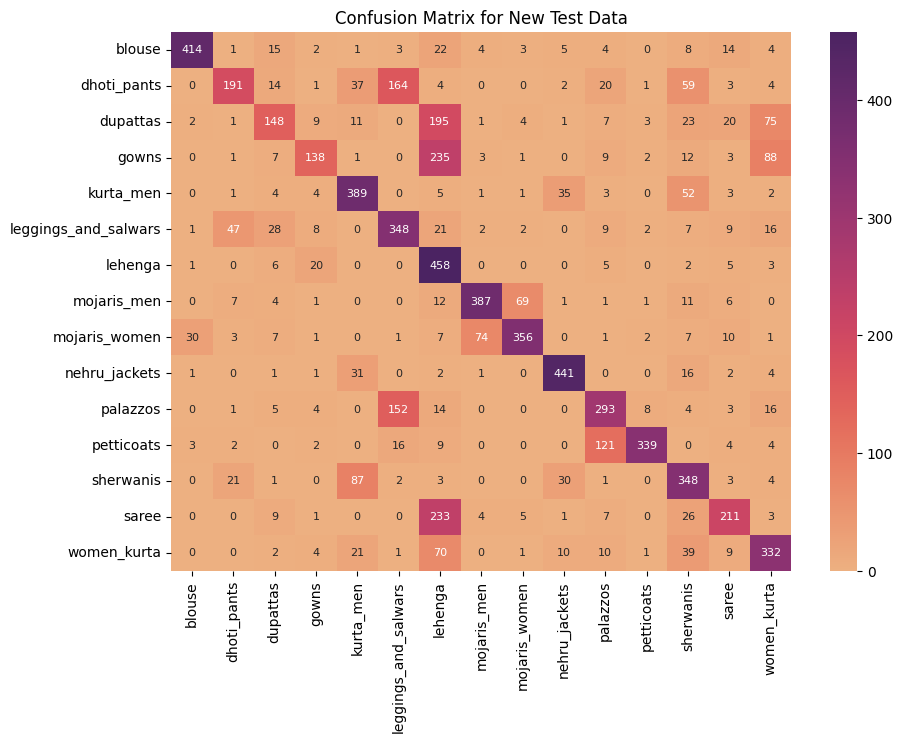 Confusion Matrix for New Test Data
blouse 414 1 15 2 1 3 22 4 3 5 4 0 8 14 4
dhoti_pants 0 191 14 1 37 164 4 0 0 2 20 1 59 3 4
dupattas 2 1 148 9 11 0 195 1 4 1 7 3 23 20 75
gowns 0 1 7 138 1 0 235 3 1 0 9 2 12 3 88
kurta_men 0 1 4 4 389 0 5 1 1 35 3 0 52 3 2
leggings_and_salwars 1 47 28 8 0 348 21 2 2 0 9 2 7 9 16
lehenga 1 0 6 20 0 0 458 0 0 0 5 0 2 5 3
mojaris_men 0 7 4 1 0 0 12 387 69 1 1 1 11 6 0
mojaris_women 30 3 7 1 0 1 7 74 356 0 1 2 7 10 1
nehru_jackets 1 0 1 1 31 0 2 1 0 441 0 0 16 2 4
palazzos 0 1 5 4 0 152 14 0 0 0 293 8 4 3 16
petticoats 3 2 0 2 0 16 9 0 0 0 121 339 0 4 4
sherwanis 0 21 1 0 87 2 3 0 0 30 1 0 348 3 4
saree 0 0 9 1 0 0 233 4 5 1 7 0 26 211 3
women_kurta 0 0 2 4 21 1 70 0 1 10 10 1 39 9 332
blouse dhoti_pants dupattas gowns kurta_men leggings_and_salwars lehenga mojaris_men mojaris_women nehru_jackets palazzos petticoats sherwanis saree women_kurta
400
300
200
100
0